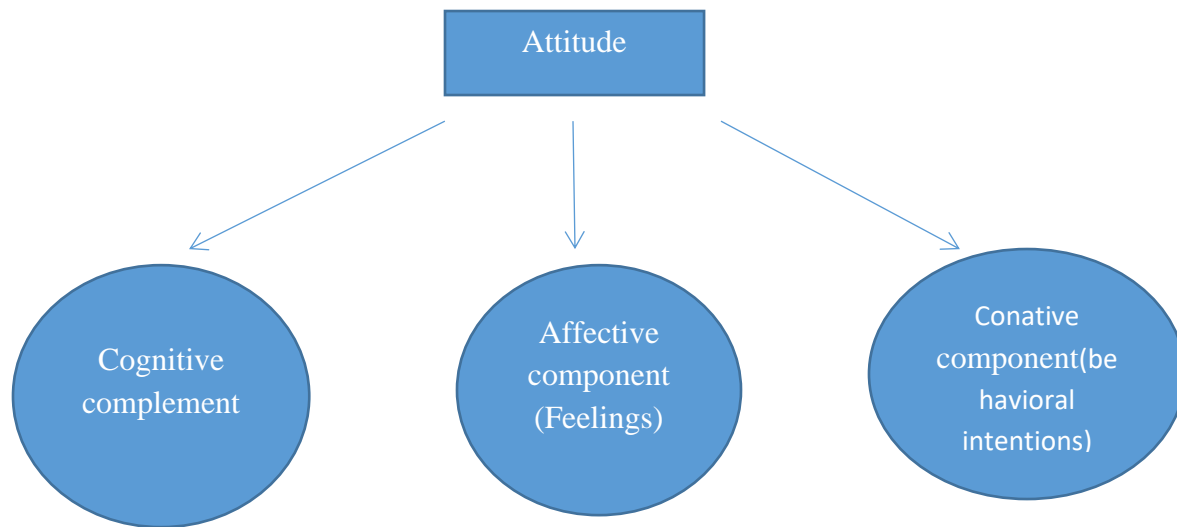 Attitude
Cognitive
complement
Affective
component
(Feelings)
Conative
component(be
havioral
intentions)